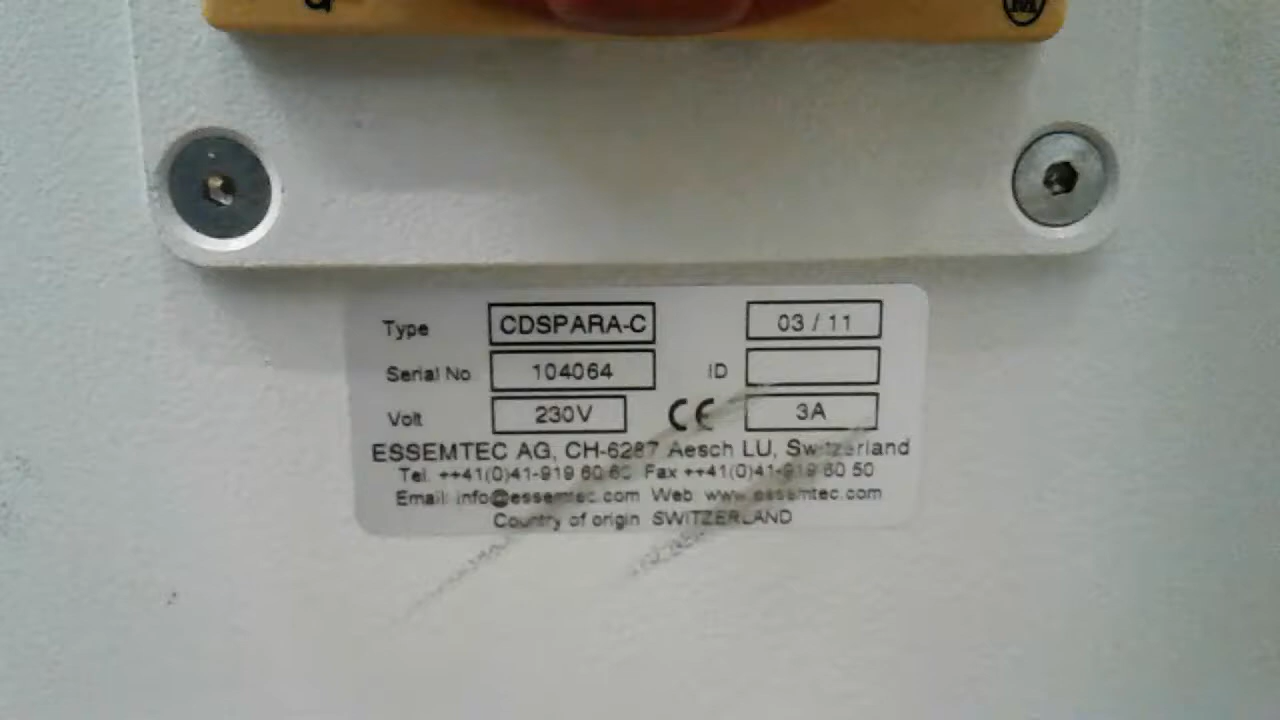 Type CDSPARA-C 03 / 11
Serial No 104064 ID
Volt 230V CE 3A
ESSEMTEC AG, CH-6287 Aesch LU, Switzerland
Tel. ++41(0)41-919 60 Fax ++41(0)41-919 60 50
Email: info@essemtec.com Web www.essemtec.com
Country of origin SWITZERLAND